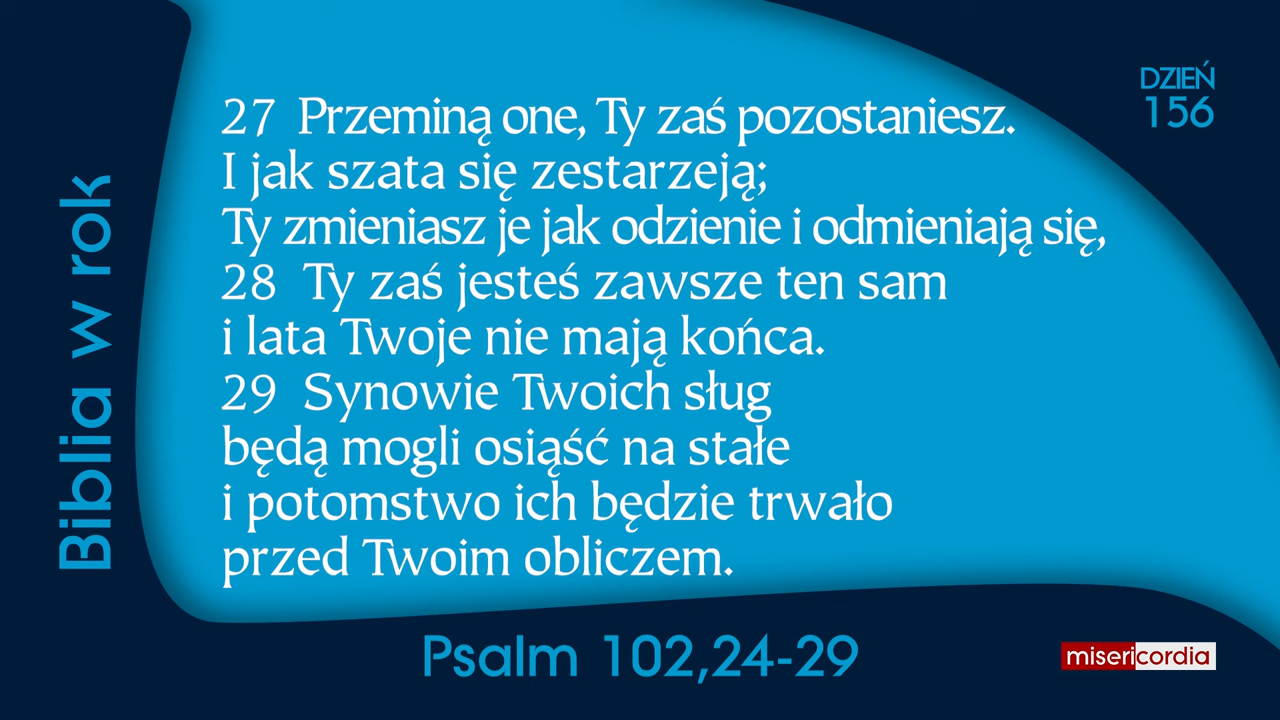 DZIEŃ
156
27 Przeminą one, Ty zaś pozostaniesz.
I jak szata się zestarzeją;
Ty zmieniasz je jak odzienie i odmieniają się,
28 Ty zaś jesteś zawsze ten sam
i lata Twoje nie mają końca.
29 Synowie Twoich sług
będą mogli osiąść na stałe
i potomstwo ich będzie trwało
przed Twoim obliczem.
Biblia w rok
Psalm 102,24-29
misericordia